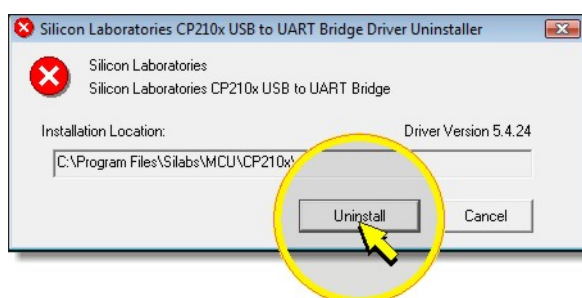 Silicon Laboratories CP210x USB to UART Bridge Driver Uninstaller
Silicon Laboratories
Silicon Laboratories CP210x USB to UART Bridge
Installation Location: Driver Version 5.4.24
C:\Program Files\Silabs\MCU\CP210x\
Uninstall Cancel